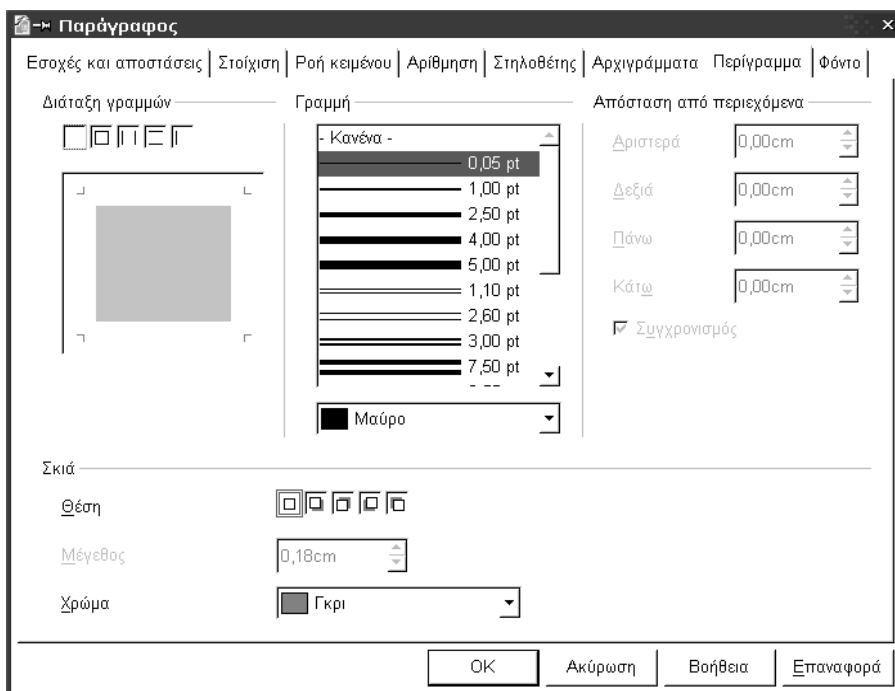 Παράγραφος
Εσοχές και αποστάσεις Στοίχιση Ροή κειμένου Αρίθμηση Στηλοθέτης Αρχιγράμματα Περίγραμμα Φόντο
Διάταξη γραμμών
Γραμμή
- Κανένα -
0,05 pt
1,00 pt
2,50 pt
4,00 pt
5,00 pt
1,10 pt
2,60 pt
3,00 pt
7,50 pt
Μαύρο
Απόσταση από περιεχόμενα
Αριστερά 0,00cm
Δεξιά 0,00cm
Πάνω 0,00cm
Κάτω 0,00cm
Συγχρονισμός
Σκιά
Θέση
Μέγεθος 0,18cm
Χρώμα Γκρι
OK Ακύρωση Βοήθεια Επαναφορά